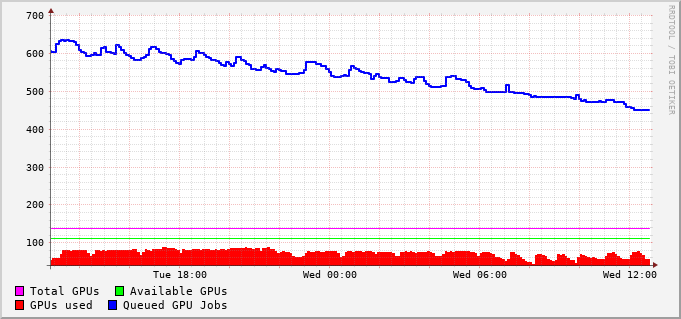 700
600
500
400
300
200
100
Tue 18:00 Wed 00:00 Wed 06:00 Wed 12:00
Total GPUs Available GPUs
GPUs used Queued GPU Jobs
RRDTOOL / TOBI OETIKER